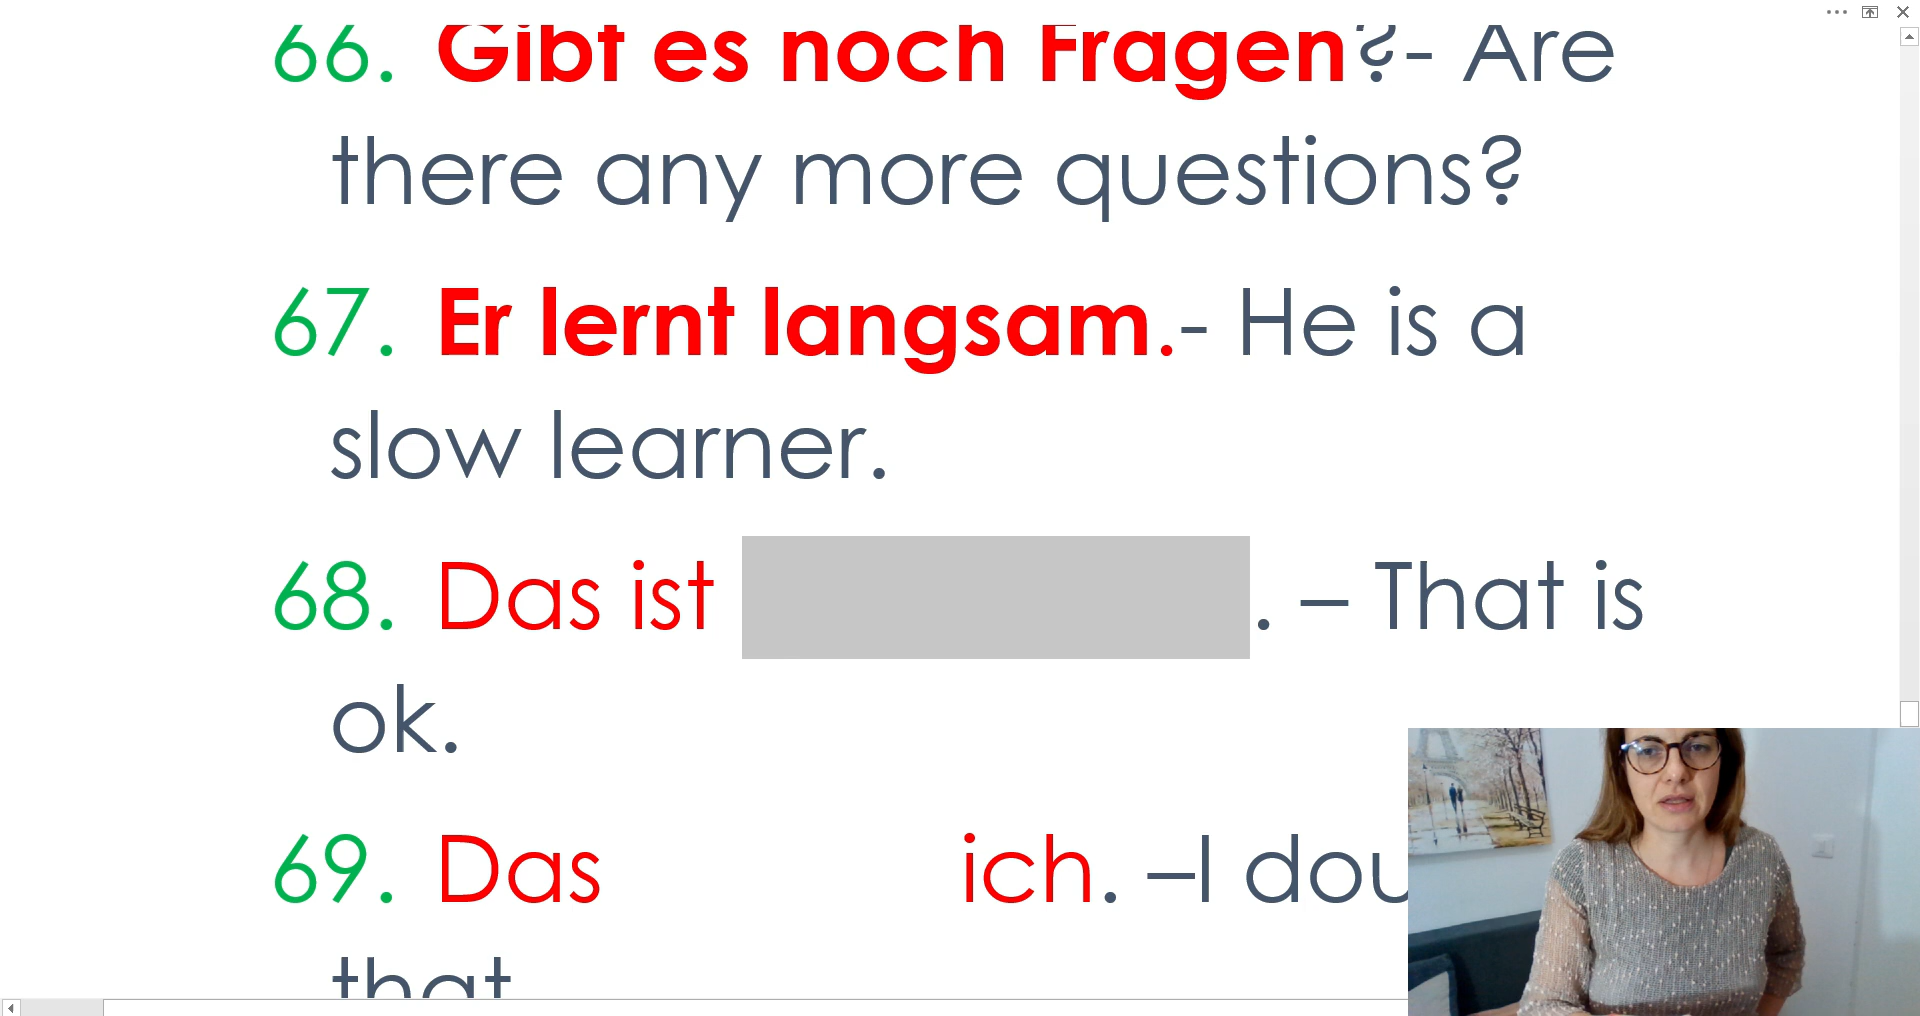 66. Gibt es noch Fragen?- Are
there any more questions?
67. Er lernt langsam.- He is a
slow learner.
68. Das ist . – That is
ok.
69. Das ich. –I dou
that